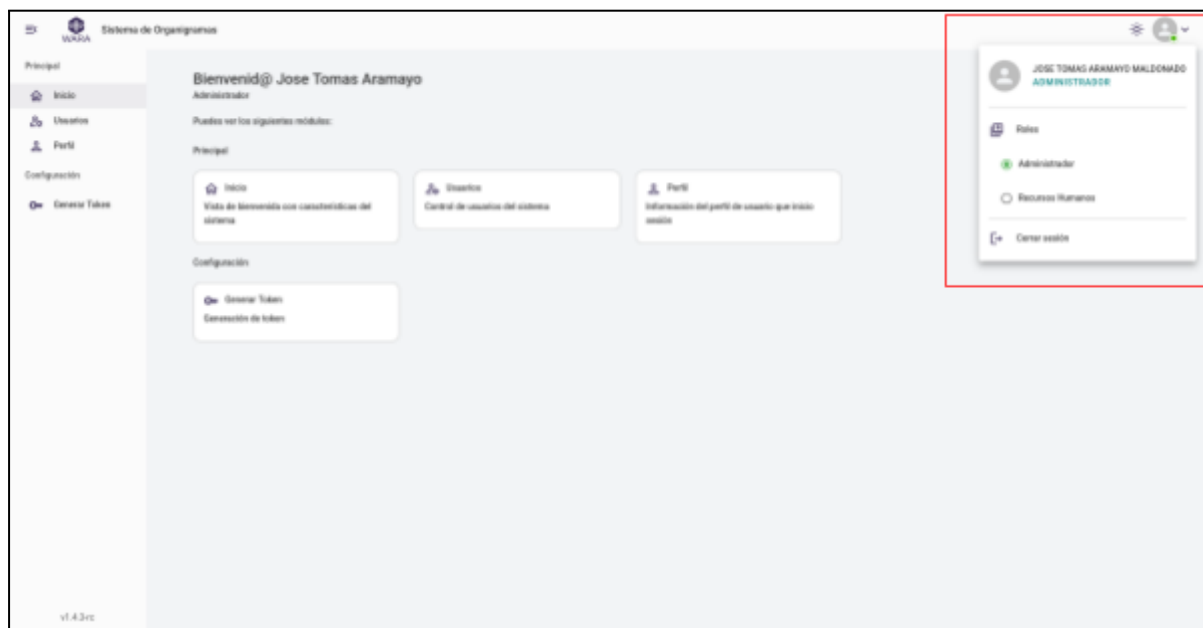 WARA
Sistema de Organigramas
Principal
Inicio
Usuarios
Perfil
Configuración
Generar Token
v1.4.3-rc
Bienvenid@ Jose Tomas Aramayo
Administrador
Puedes ver los siguientes módulos:
Principal
Inicio
Vista de bienvenida con características del
sistema
Usuarios
Control de usuarios del sistema
Perfil
Información del perfil de usuario que inicio
sesión
Configuración
Generar Token
Generación de token
JOSE TOMAS ARAMAYO MALDONADO
ADMINISTRADOR
Roles
Administrador
Recursos Humanos
Cerrar sesión